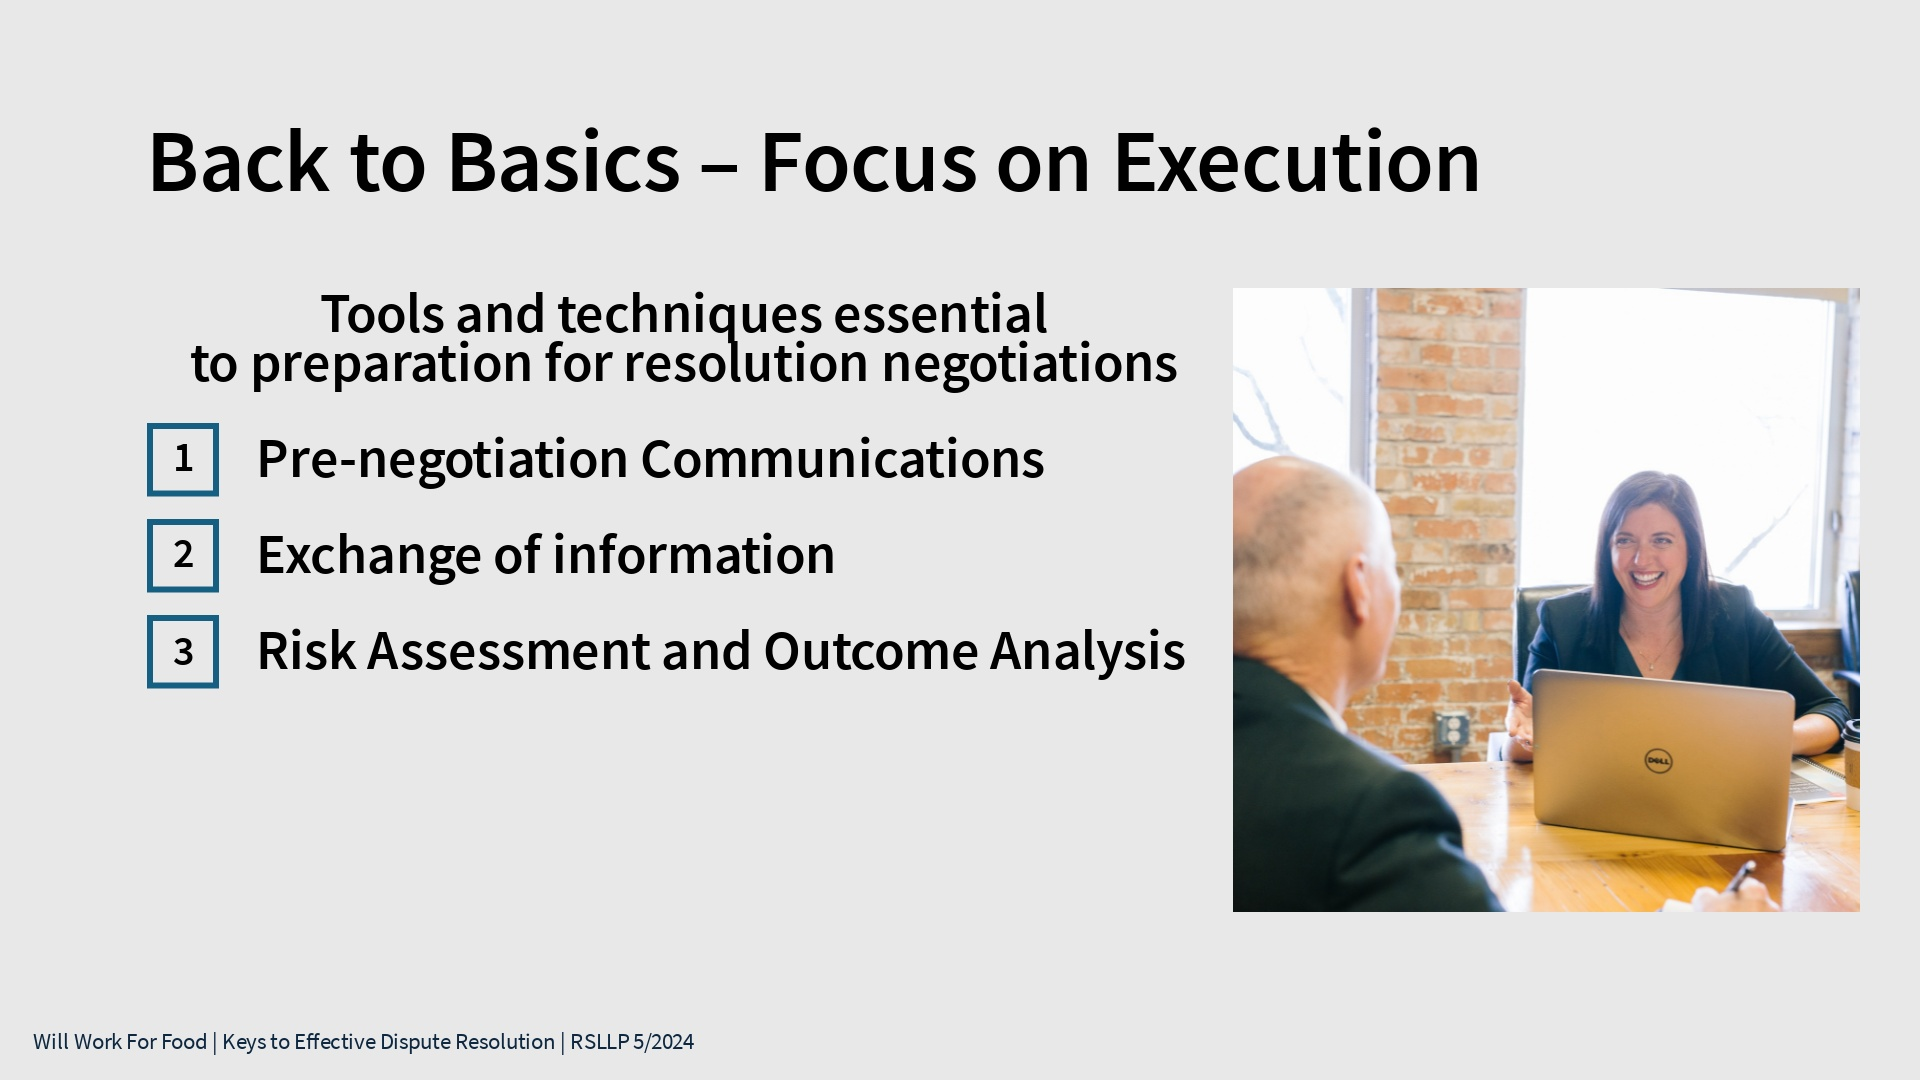 Back to Basics – Focus on Execution
Tools and techniques essential
to preparation for resolution negotiations
1 Pre-negotiation Communications
2 Exchange of information
3 Risk Assessment and Outcome Analysis
DELL
Will Work For Food | Keys to Effective Dispute Resolution | RSLLP 5/2024